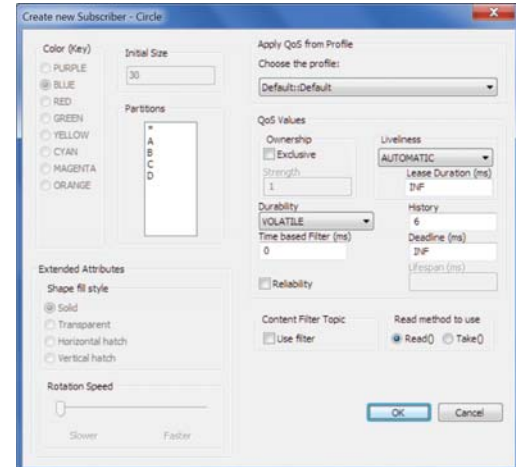 Create new Subscriber - Circle
Color (Key)
PURPLE
BLUE
RED
GREEN
YELLOW
CYAN
MAGENTA
ORANGE
Initial Size
30
Partitions
*
A
B
C
D
Extended Attributes
Shape fill style
Solid
Transparent
Horizontal hatch
Vertical hatch
Rotation Speed
Slower Faster
Apply QoS from Profile
Choose the profile:
Default::Default
QoS Values
Ownership
Exclusive
Strength
1
Liveliness
AUTOMATIC
Lease Duration (ms)
INF
Durability
VOLATILE
Time based Filter (ms)
0
Reliability
History
6
Deadline (ms)
INF
Lifespan (ms)
Content Filter Topic
Use filter
Read method to use
Read() Take()
OK Cancel